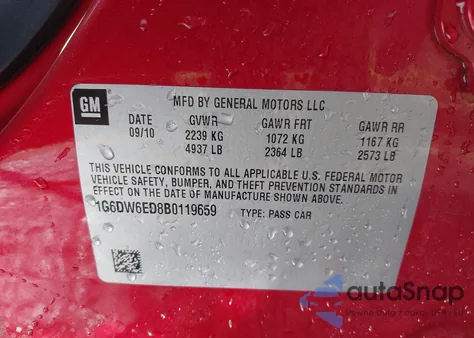 GM
MFD BY GENERAL MOTORS LLC
DATE GVWR GAWR FRT GAWR RR
09/10 2239 KG 1072 KG 1167 KG
4937 LB 2364 LB 2573 LB
THIS VEHICLE CONFORMS TO ALL APPLICABLE U.S. FEDERAL MOTOR
VEHICLE SAFETY, BUMPER, AND THEFT PREVENTION STANDARDS IN
EFFECT ON THE DATE OF MANUFACTURE SHOWN ABOVE.
1G6DW6ED8B0119659 TYPE: PASS CAR
autoSnap